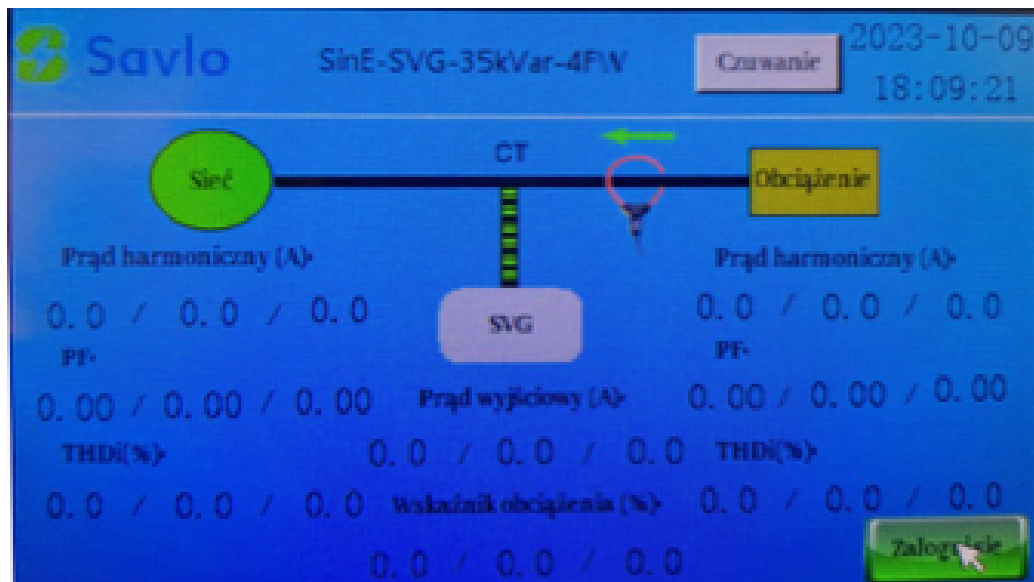 Savlo
SinE-SVG-35kVar-4F\V
Czuwanie
2023-10-09
18:09:21
Sieć
CT
Obciążenie
Prąd harmoniczny (A):
0.0 / 0.0 / 0.0
PF:
0.00 / 0.00 / 0.00
THDi(%):
0.0 / 0.0 / 0.0
SVG
Prąd wyjściowy (A):
0.0 / 0.0 / 0.0
Wskaźnik obciążenia (%):
0.0 / 0.0 / 0.0
Prąd harmoniczny (A):
0.0 / 0.0 / 0.0
PF:
0.00 / 0.00 / 0.00
THDi(%):
0.0 / 0.0 / 0.0